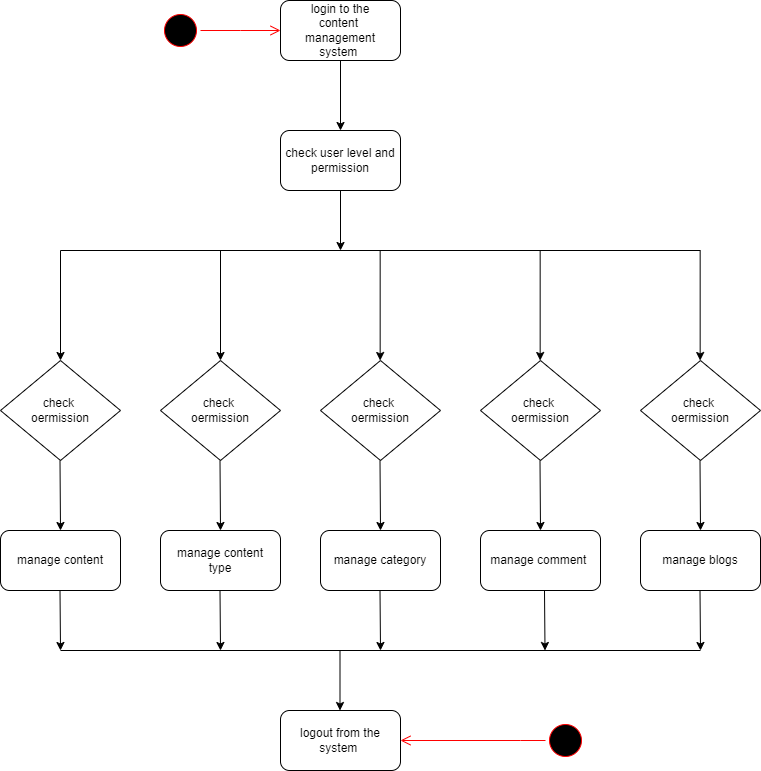 login to the
content
management
system
check user level and
permission
check
oermission
check
oermission
check
oermission
check
oermission
check
oermission
manage content
manage content
type
manage category
manage comment
manage blogs
logout from the
system